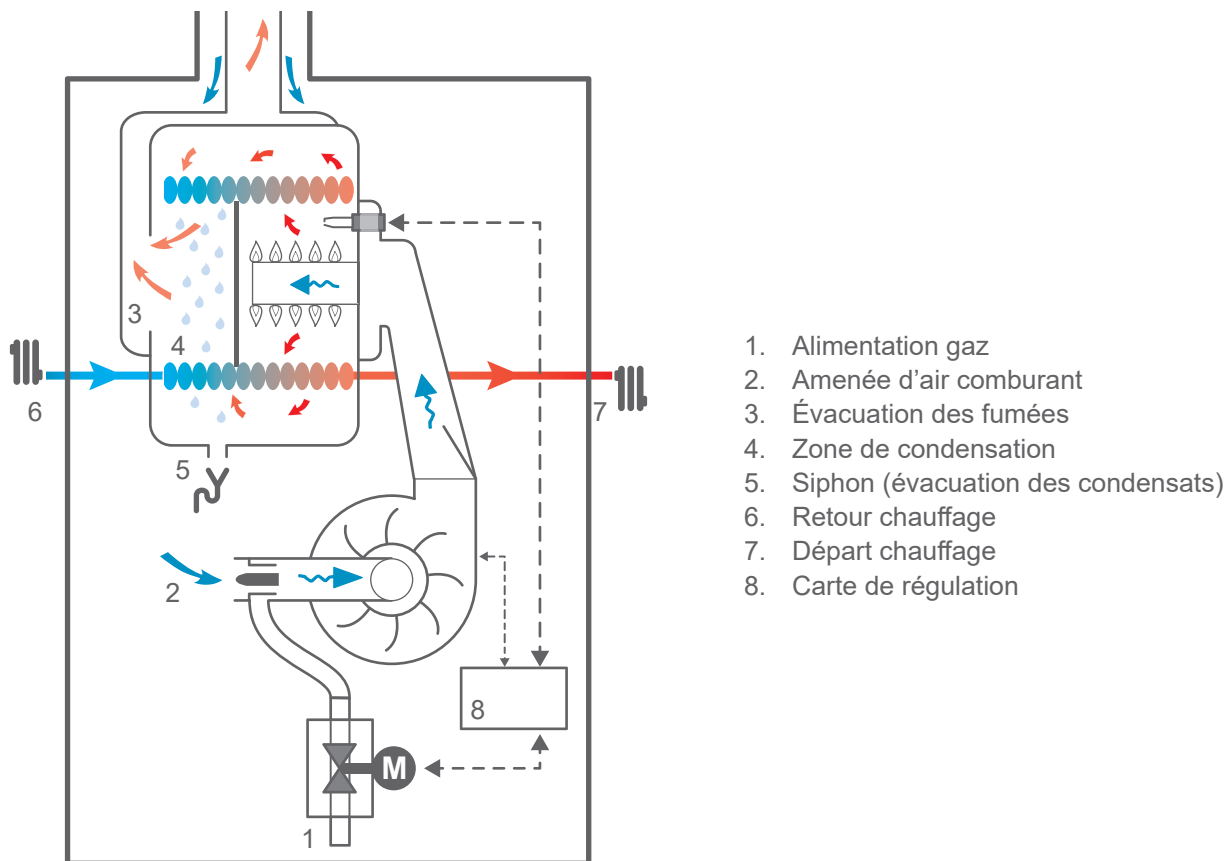 3
4
6
7
5
2
8
M
1
1. Alimentation gaz
2. Amenée d'air comburant
3. Évacuation des fumées
4. Zone de condensation
5. Siphon (évacuation des condensats)
6. Retour chauffage
7. Départ chauffage
8. Carte de régulation